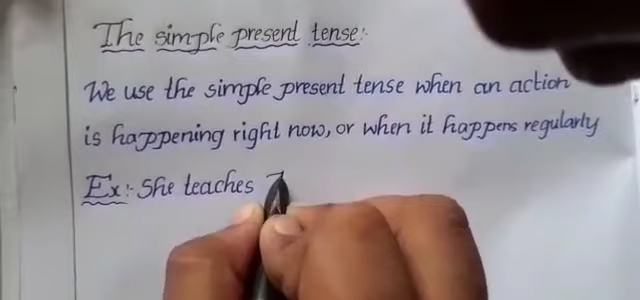 The simple present tense:-
We use the simple present tense when an action
is happening right now, or when it happens regularly
Ex:- She teaches